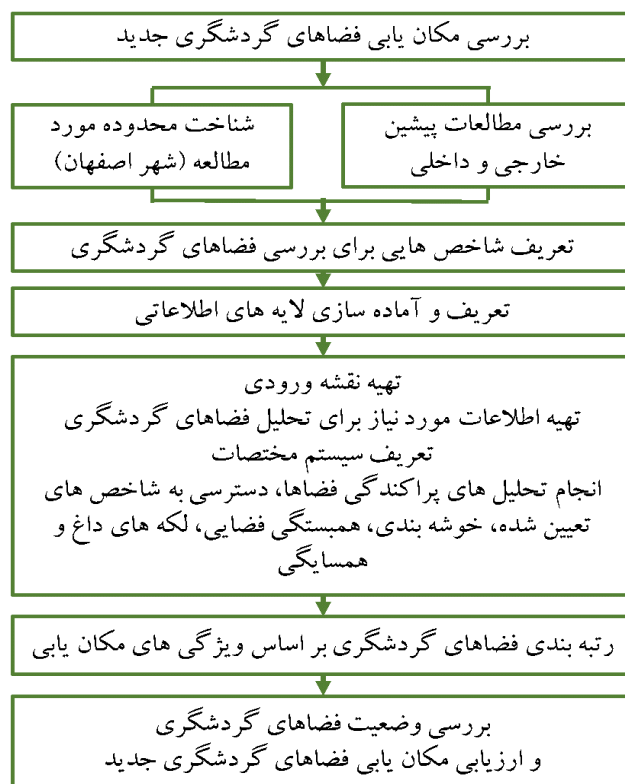 بررسی مکان یابی فضاهای گردشگری جدید
بررسی مطالعات پیشین
خارجی و داخلی
شناخت محدوده مورد
مطالعه (شهر اصفهان)
تعریف شاخص هایی برای بررسی فضاهای گردشگری
تعریف و آماده سازی لایه های اطلاعاتی
تهیه نقشه ورودی
تهیه اطلاعات مورد نیاز برای تحلیل فضاهای گردشگری
تعریف سیستم مختصات
انجام تحلیل های پراکندگی فضاها، دسترسی به شاخص های
تعیین شده، خوشه بندی، همبستگی فضایی، لکه های داغ و
همسایگی
رتبه بندی فضاهای گردشگری بر اساس ویژگی های مکان یابی
بررسی وضعیت فضاهای گردشگری
و ارزیابی مکان یابی فضاهای گردشگری جدید